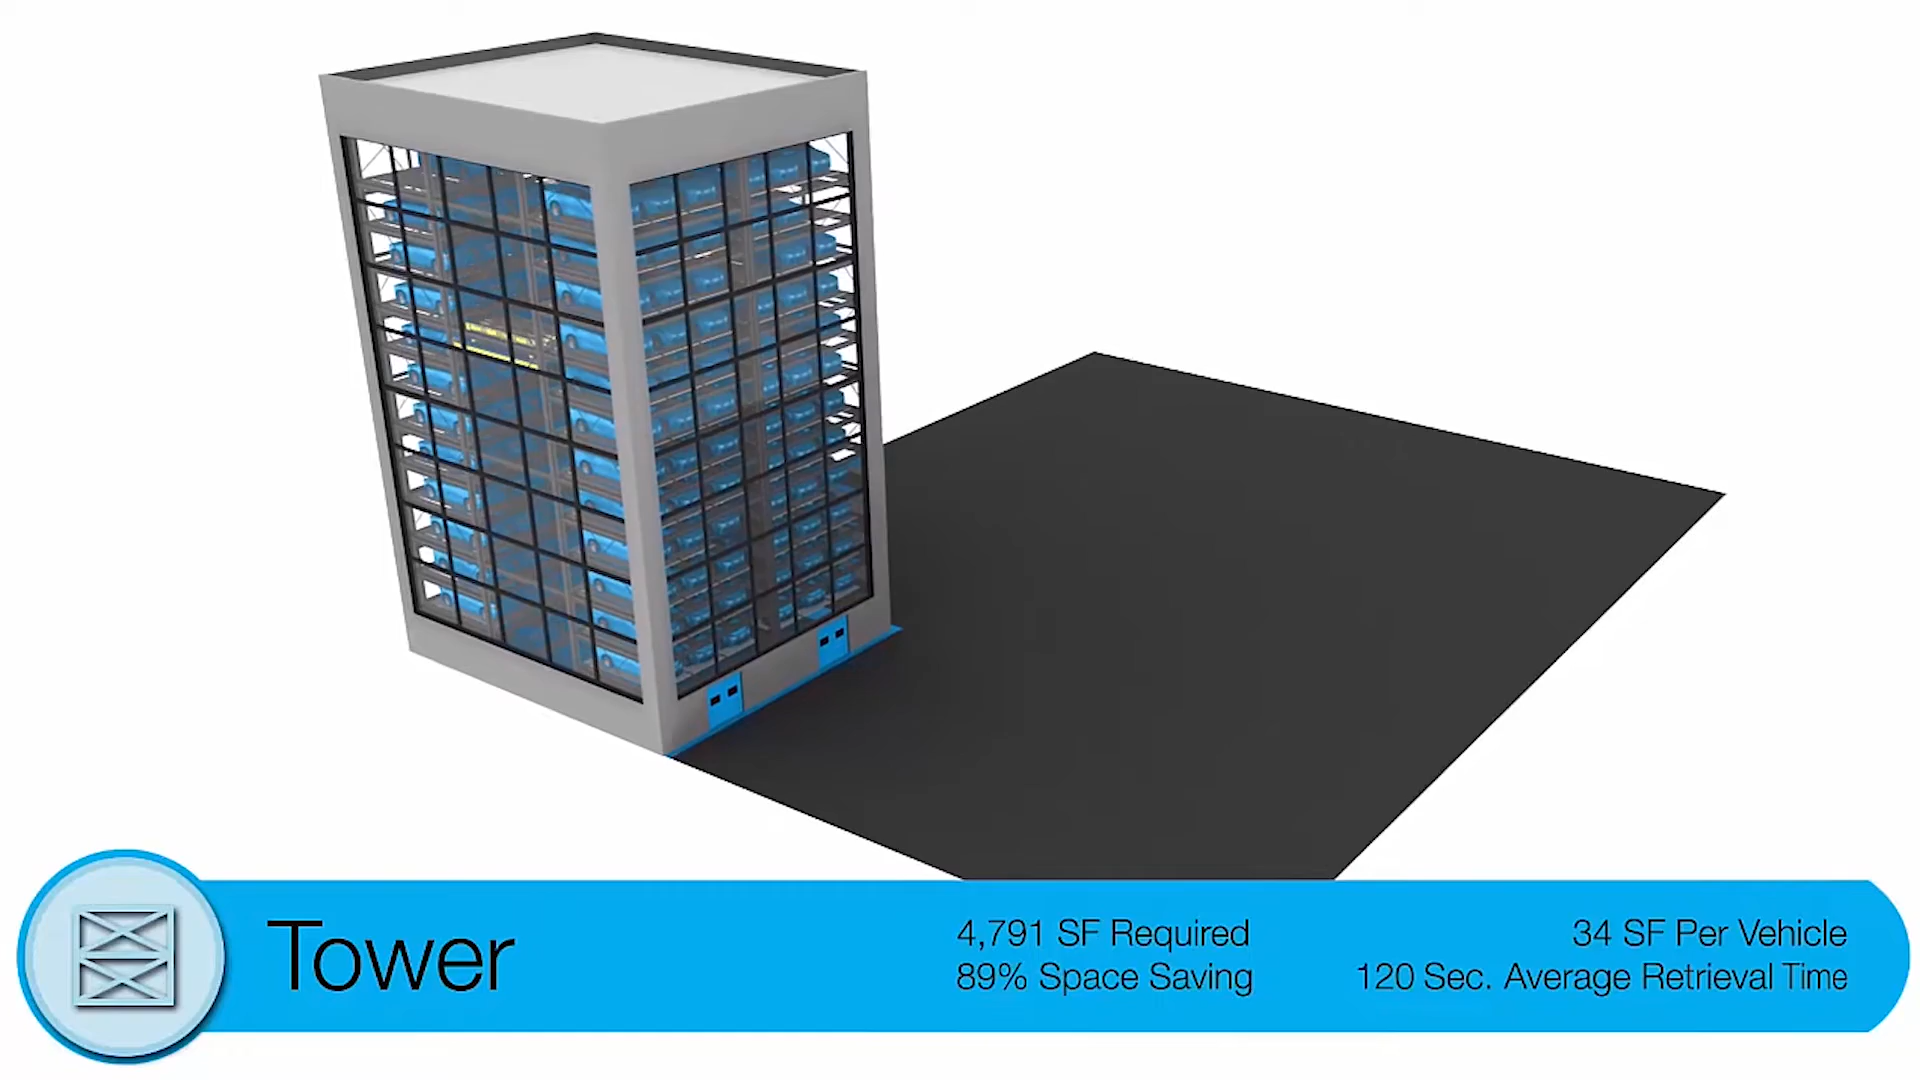 Tower
4,791 SF Required
89% Space Saving
34 SF Per Vehicle
120 Sec. Average Retrieval Time